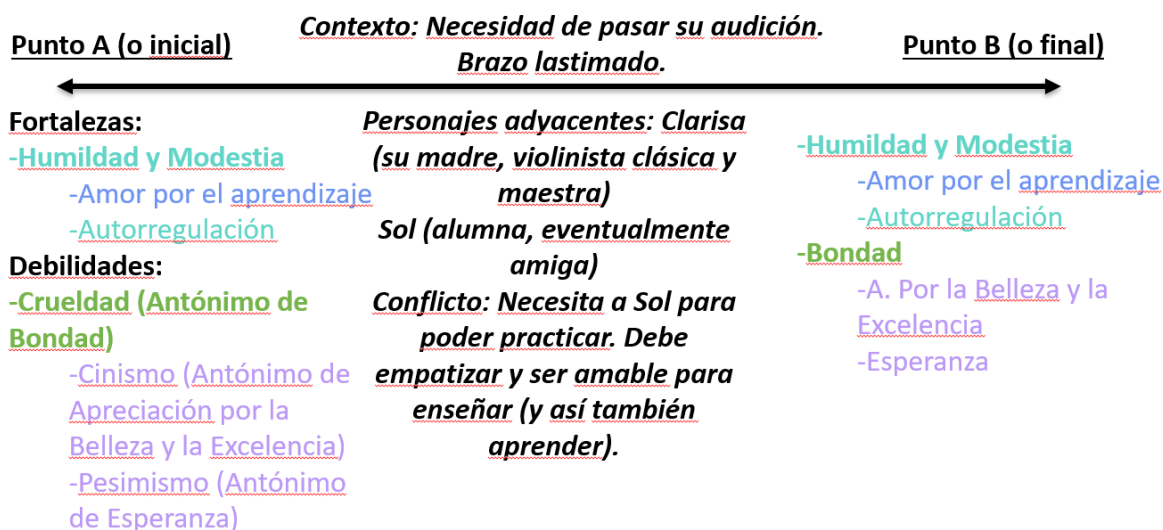 Punto A (o inicial)
Contexto: Necesidad de pasar su audición.
Brazo lastimado.
Punto B (o final)
Fortalezas:
-Humildad y Modestia
-Amor por el aprendizaje
-Autorregulación
Debilidades:
-Crueldad (Antónimo de
Bondad)
-Cinismo (Antónimo de
Apreciación por la
Belleza y la Excelencia)
-Pesimismo (Antónimo
de Esperanza)
Personajes adyacentes: Clarisa
(su madre, violinista clásica y
maestra)
Sol (alumna, eventualmente
amiga)
Conflicto: Necesita a Sol para
poder practicar. Debe
empatizar y ser amable para
enseñar (y así también
aprender).
-Humildad y Modestia
-Amor por el aprendizaje
-Autorregulación
-Bondad
-A. Por la Belleza y la
Excelencia
-Esperanza